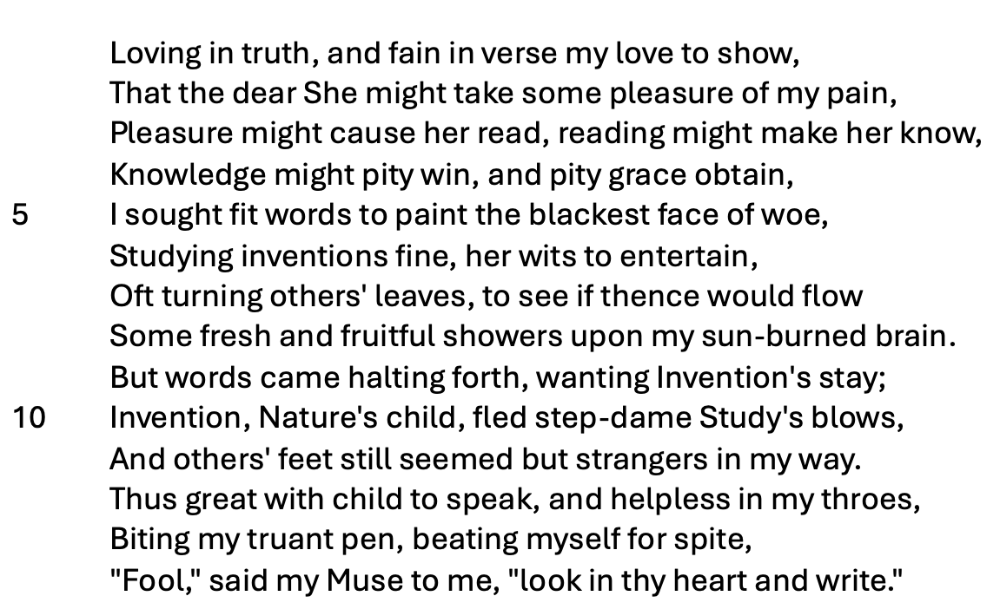 Loving in truth, and fain in verse my love to show,
That the dear She might take some pleasure of my pain,
Pleasure might cause her read, reading might make her know,
Knowledge might pity win, and pity grace obtain,
5 I sought fit words to paint the blackest face of woe,
Studying inventions fine, her wits to entertain,
Oft turning others' leaves, to see if thence would flow
Some fresh and fruitful showers upon my sun-burned brain.
But words came halting forth, wanting Invention's stay;
10 Invention, Nature's child, fled step-dame Study's blows,
And others' feet still seemed but strangers in my way.
Thus great with child to speak, and helpless in my throes,
Biting my truant pen, beating myself for spite,
"Fool," said my Muse to me, "look in thy heart and write."